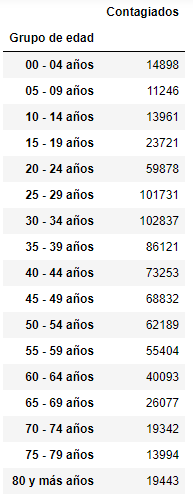 Contagiados
Grupo de edad
00 - 04 años 14898
05 - 09 años 11246
10 - 14 años 13961
15 - 19 años 23721
20 - 24 años 59878
25 - 29 años 101731
30 - 34 años 102837
35 - 39 años 86121
40 - 44 años 73253
45 - 49 años 68832
50 - 54 años 62189
55 - 59 años 55404
60 - 64 años 40093
65 - 69 años 26077
70 - 74 años 19342
75 - 79 años 13994
80 y más años 19443